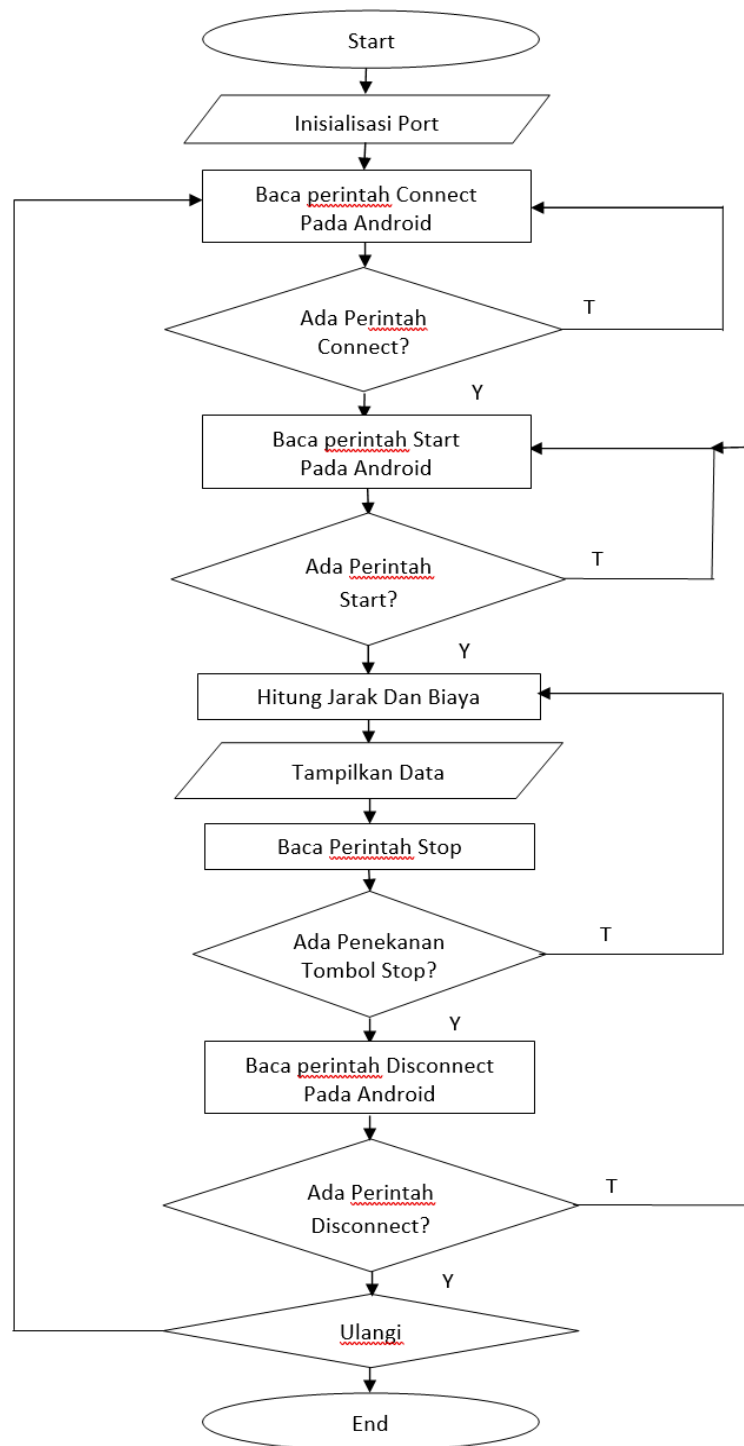 Start
Inisialisasi Port
Baca perintah Connect
Pada Android
Ada Perintah
Connect?
T
Y
Baca perintah Start
Pada Android
Ada Perintah
Start?
T
Y
Hitung Jarak Dan Biaya
Tampilkan Data
Baca Perintah Stop
Ada Penekanan
Tombol Stop?
T
Y
Baca perintah Disconnect
Pada Android
Ada Perintah
Disconnect?
T
Y
Ulangi
End